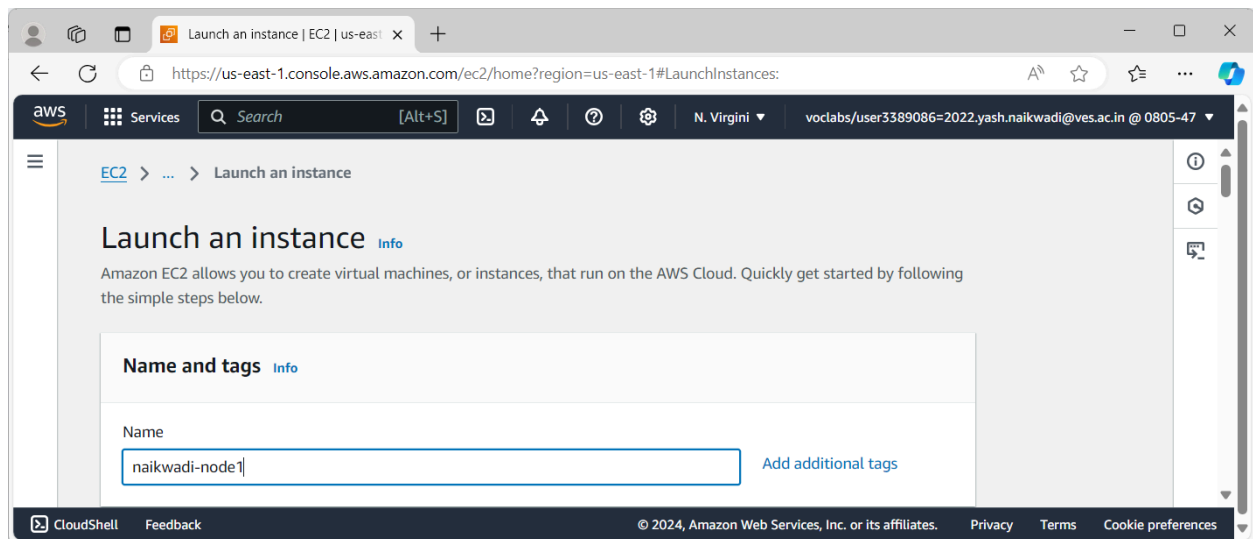 Launch an instance | EC2 | us-east
https://us-east-1.console.aws.amazon.com/ec2/home?region=us-east-1#LaunchInstances:
aws Services Search [Alt+S] N. Virgini voclabs/user3389086=2022.yash.naikwadi@ves.ac.in @ 0805-47
EC2 > ... > Launch an instance
Launch an instance Info
Amazon EC2 allows you to create virtual machines, or instances, that run on the AWS Cloud. Quickly get started by following
the simple steps below.
Name and tags Info
Name
naikwadi-node1 Add additional tags
CloudShell Feedback © 2024, Amazon Web Services, Inc. or its affiliates. Privacy Terms Cookie preferences